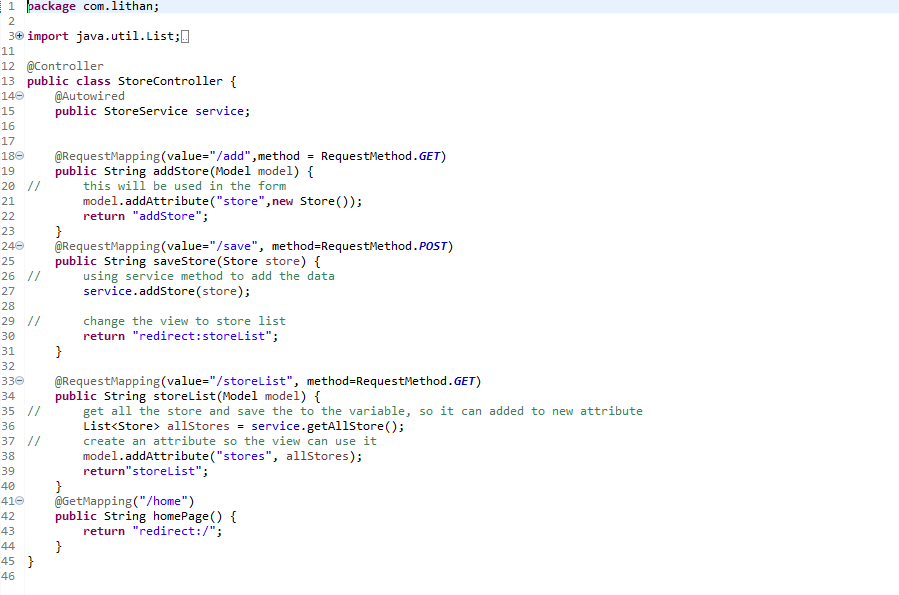 1 package com.lithan;
2
3 import java.util.List;
11
12 @Controller
13 public class StoreController {
14     @Autowired
15     public StoreService service;
16
17
18     @RequestMapping(value="/add",method = RequestMethod.GET)
19     public String addStore(Model model) {
20 //      this will be used in the form
21         model.addAttribute("store",new Store());
22         return "addStore";
23     }
24     @RequestMapping(value="/save", method=RequestMethod.POST)
25     public String saveStore(Store store) {
26 //      using service method to add the data
27         service.addStore(store);
28
29 //      change the view to store list
30         return "redirect:storeList";
31     }
32
33     @RequestMapping(value="/storeList", method=RequestMethod.GET)
34     public String storeList(Model model) {
35 //      get all the store and save the to the variable, so it can added to new attribute
36         List<Store> allStores = service.getAllStore();
37 //      create an attribute so the view can use it
38         model.addAttribute("stores", allStores);
39         return"storeList";
40     }
41     @GetMapping("/home")
42     public String homePage() {
43         return "redirect:/";
44     }
45 }
46